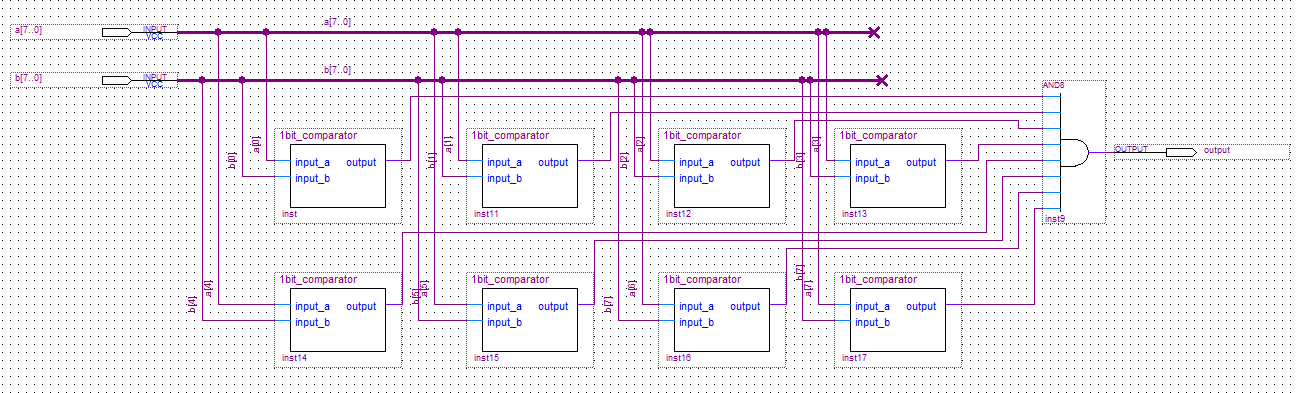 a[7..0] INPUT VCC a[7..0]
b[7..0] INPUT VCC b[7..0]
AND8
1bit_comparator 1bit_comparator 1bit_comparator 1bit_comparator
b[0] a[0] b[1] a[1] b[2] a[2] b[3] a[3]
input_a output input_a output input_a output input_a output
input_b input_b input_b input_b
OUTPUT output
inst inst11 inst12 inst13 inst9
1bit_comparator 1bit_comparator 1bit_comparator 1bit_comparator
b[4] a[4] b[5] a[5] b[7] a[6] b[7] a[7]
input_a output input_a output input_a output input_a output
input_b input_b input_b input_b
inst14 inst15 inst16 inst17